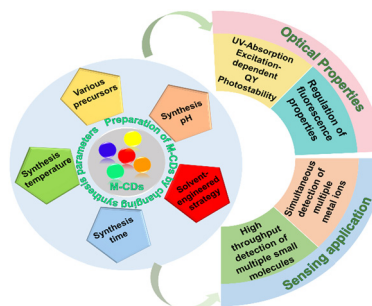 Various
precursors
Synthesis
pH
Synthesis
temperature
Solvent-
engineered
strategy
Synthesis
time
Preparation of M-CDs by changing synthesis parameters
M-CDs
Optical Properties
UV-Absorption
Excitation-
dependent
QY
Photostability
Regulation of
fluorescence
properties
Sensing application
Simultaneous
detection of
multiple
metal ions
High
throughput
detection of
multiple small
molecules